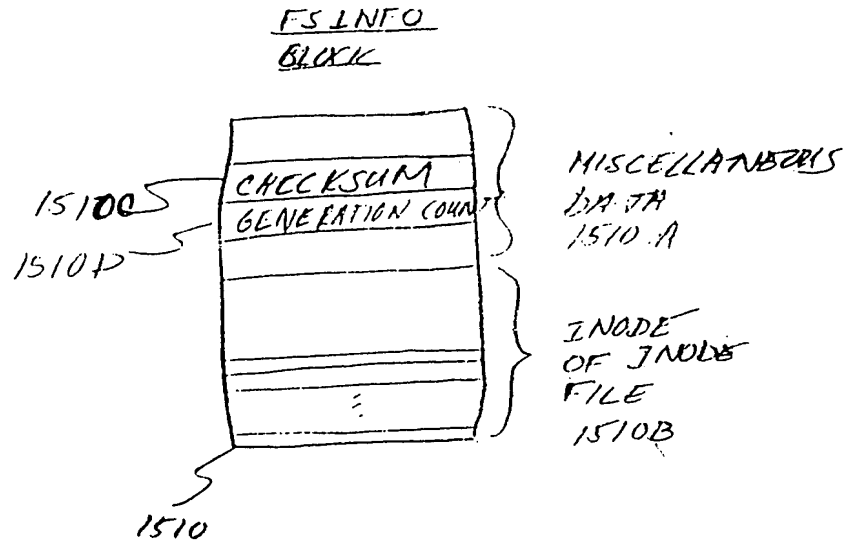 FSINFO
BLOCK
CHECKSUM
GENERATION COUNT
1510C
1510D
MISCELLANEOUS
DATA
1510A
INODE
OF INODE
FILE
1510B
1510